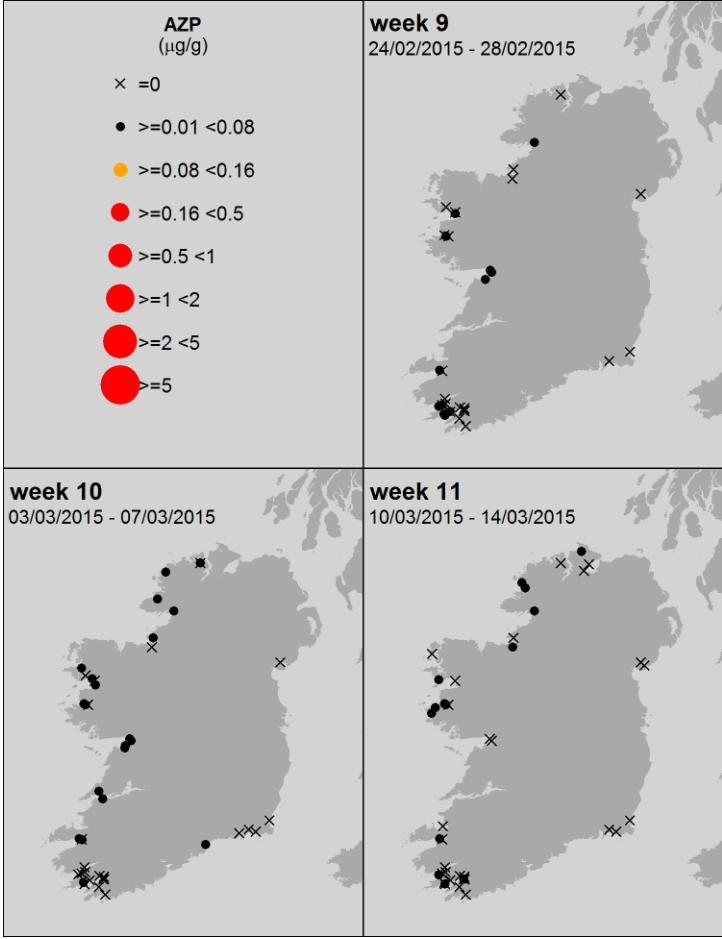 AZP
(µg/g)
=0
>=0.01 <0.08
>=0.08 <0.16
>=0.16 <0.5
>=0.5 <1
>=1 <2
>=2 <5
>=5
week 9
24/02/2015 - 28/02/2015
week 10
03/03/2015 - 07/03/2015
week 11
10/03/2015 - 14/03/2015